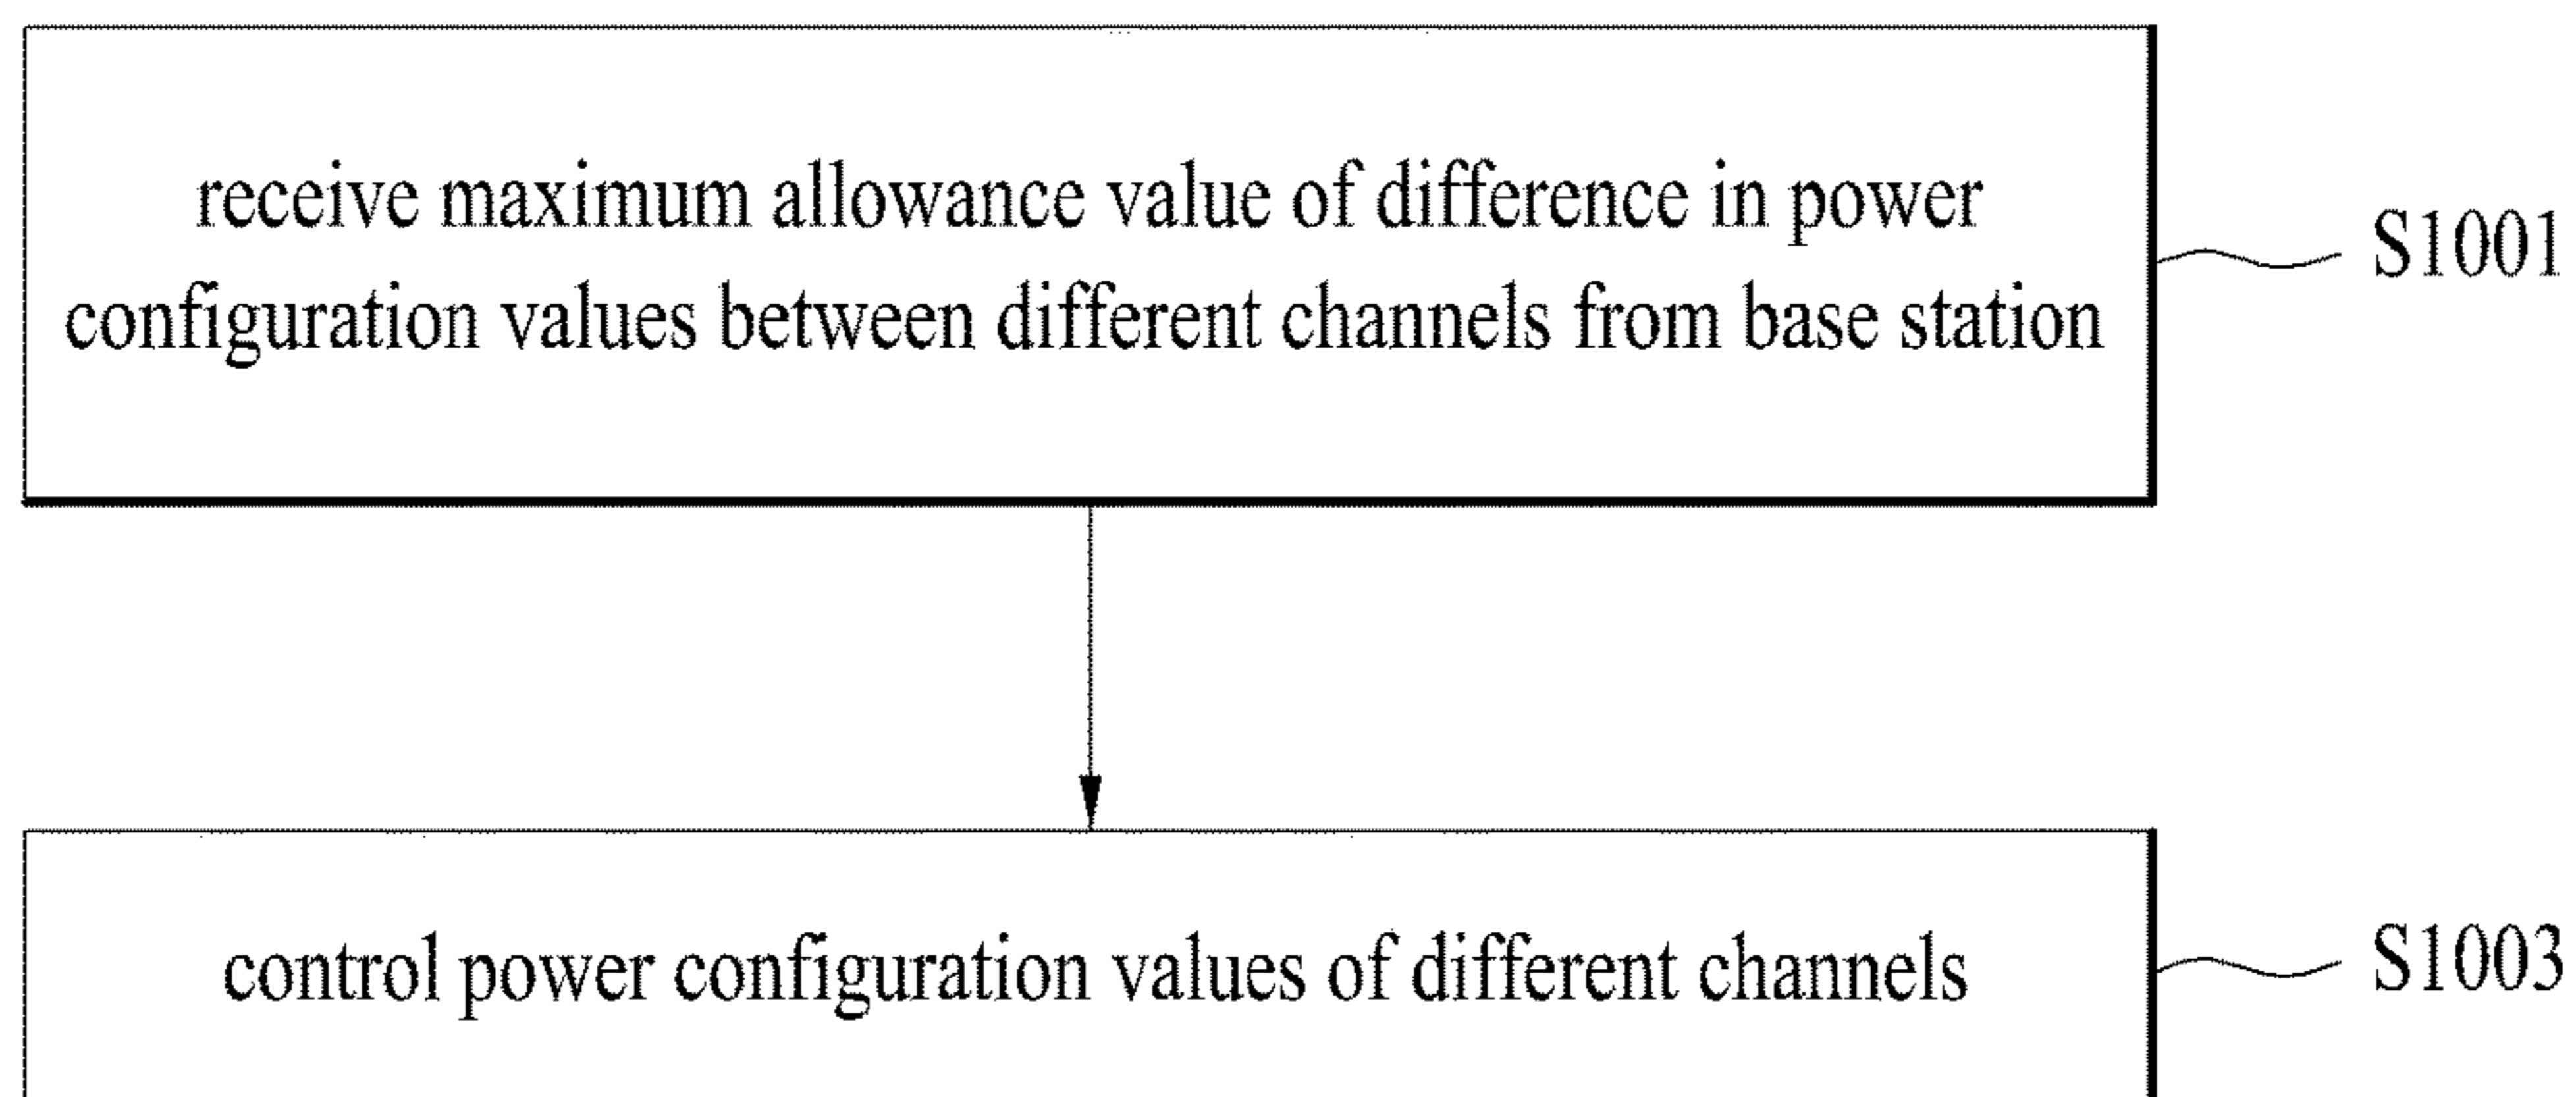 receive maximum allowance value of difference in power
configuration values between different channels from base station
S1001
control power configuration values of different channels
S1003